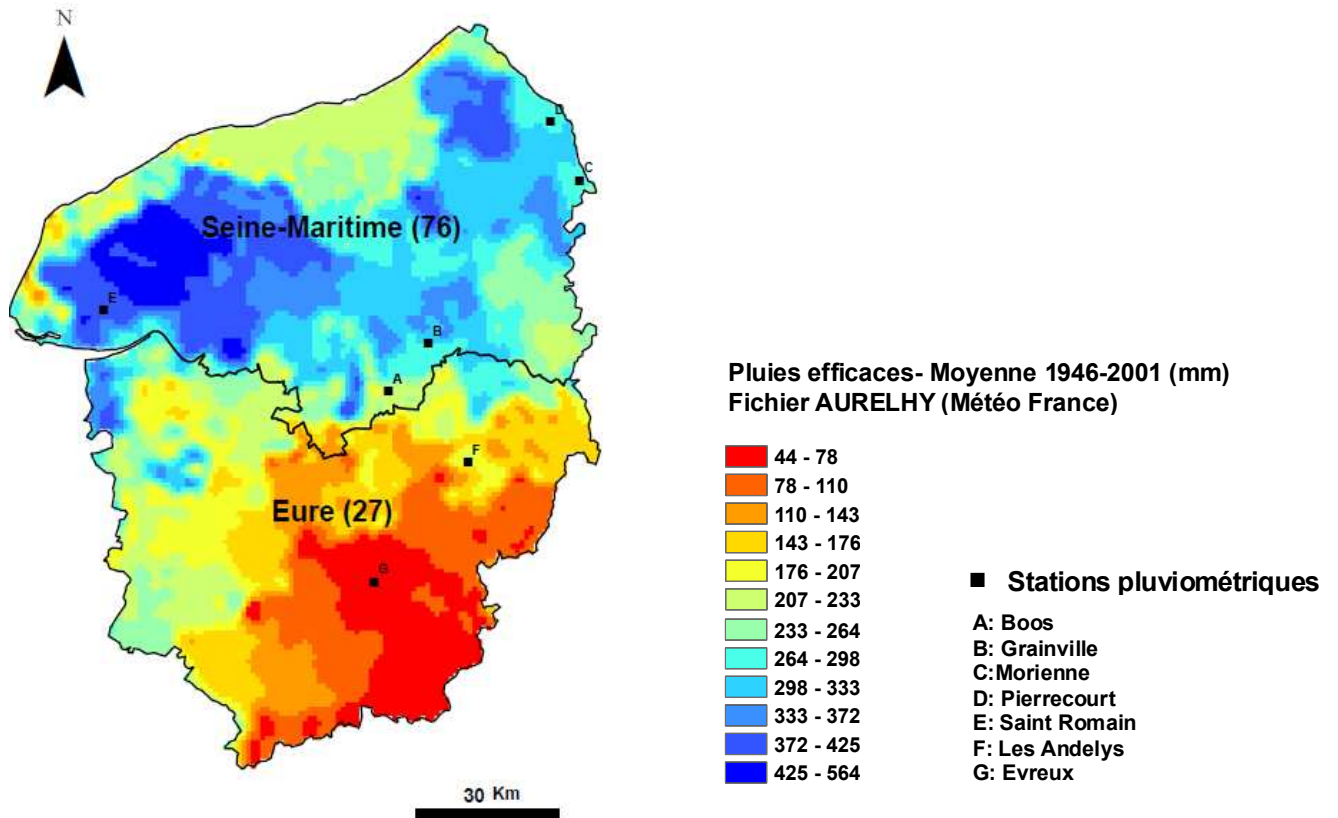 N
D
C
Seine-Maritime (76)
E
B
A
F
Eure (27)
G
30 Km
Pluies efficaces- Moyenne 1946-2001 (mm)
Fichier AURELHY (Météo France)
44 - 78
78 - 110
110 - 143
143 - 176
176 - 207
207 - 233
233 - 264
264 - 298
298 - 333
333 - 372
372 - 425
425 - 564
Stations pluviométriques
A: Boos
B: Grainville
C:Morienne
D: Pierrecourt
E: Saint Romain
F: Les Andelys
G: Evreux